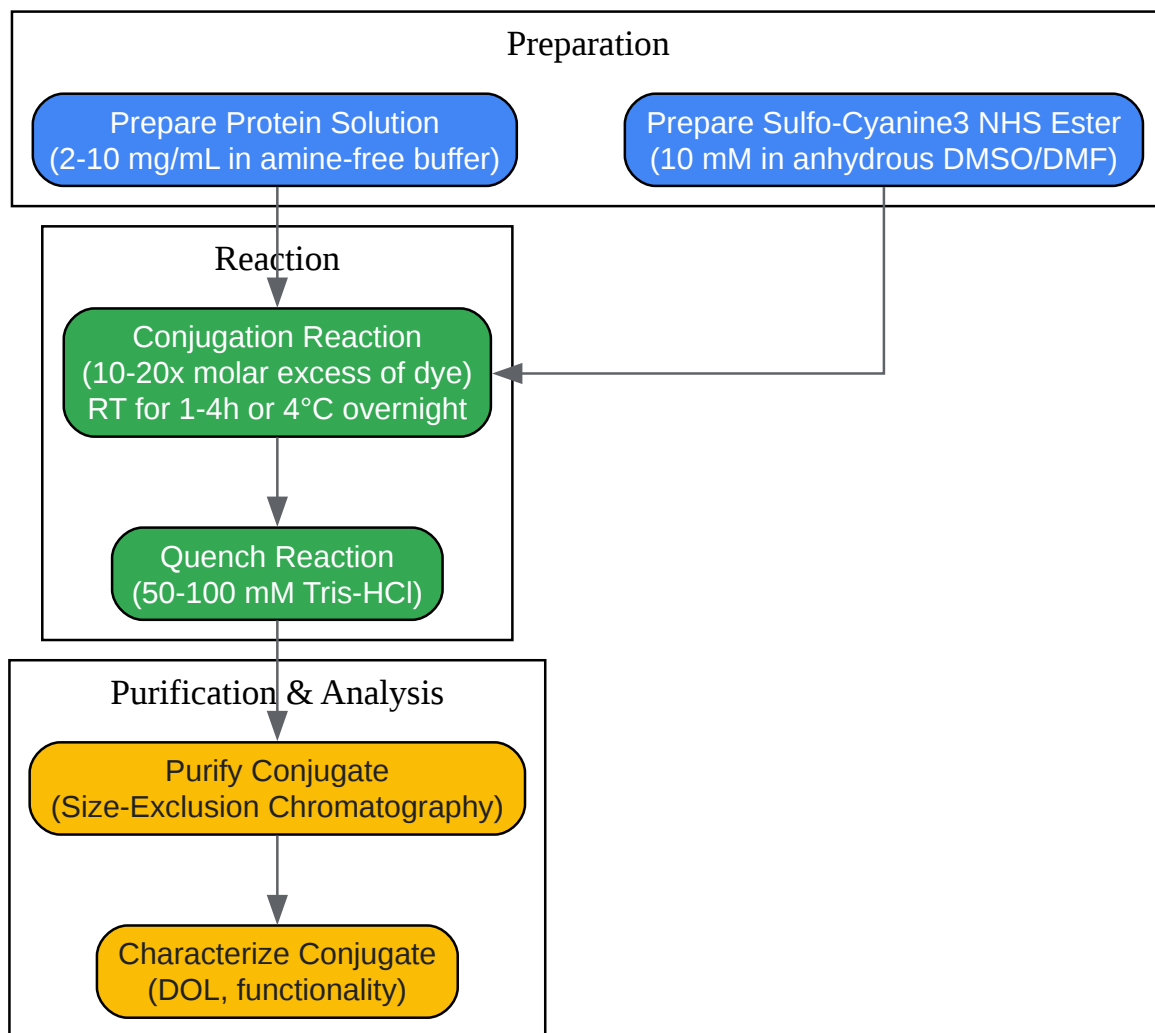 Preparation
Prepare Protein Solution
(2-10 mg/mL in amine-free buffer)
Prepare Sulfo-Cyanine3 NHS Ester
(10 mM in anhydrous DMSO/DMF)
Reaction
Conjugation Reaction
(10-20x molar excess of dye)
RT for 1-4h or 4°C overnight
Quench Reaction
(50-100 mM Tris-HCl)
Purification & Analysis
Purify Conjugate
(Size-Exclusion Chromatography)
Characterize Conjugate
(DOL, functionality)